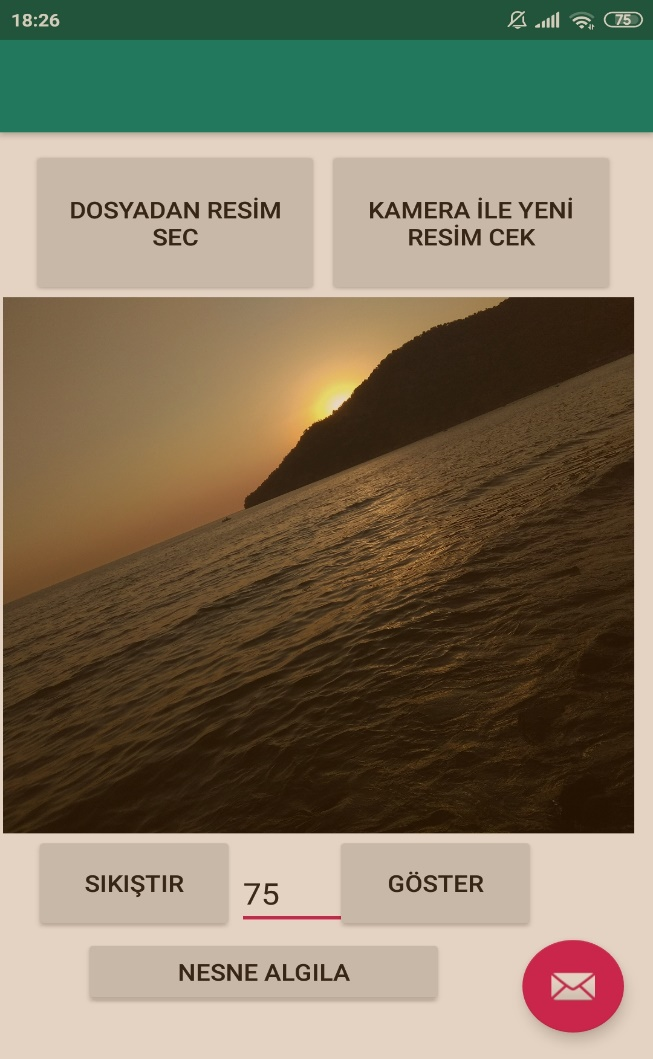 18:26 75
DOSYADAN RESİM
SEC
KAMERA İLE YENİ
RESİM CEK
SIKIŞTIR
75
GÖSTER
NESNE ALGILA